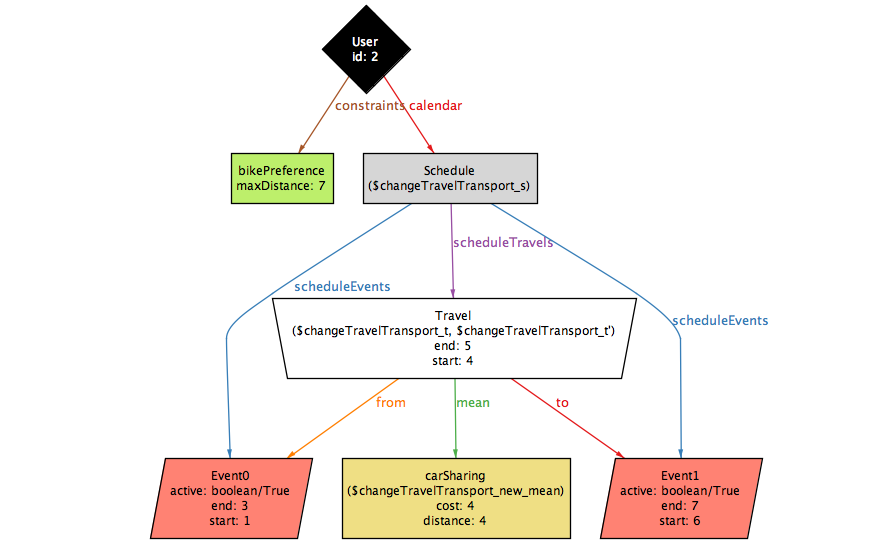 User
id: 2
constraints
calendar
bikePreference
maxDistance: 7
Schedule
($changeTravelTransport_s)
scheduleTravels
scheduleEvents
scheduleEvents
Travel
($changeTravelTransport_t, $changeTravelTransport_t')
end: 5
start: 4
from
mean
to
Event0
active: boolean/True
end: 3
start: 1
carSharing
($changeTravelTransport_new_mean)
cost: 4
distance: 4
Event1
active: boolean/True
end: 7
start: 6